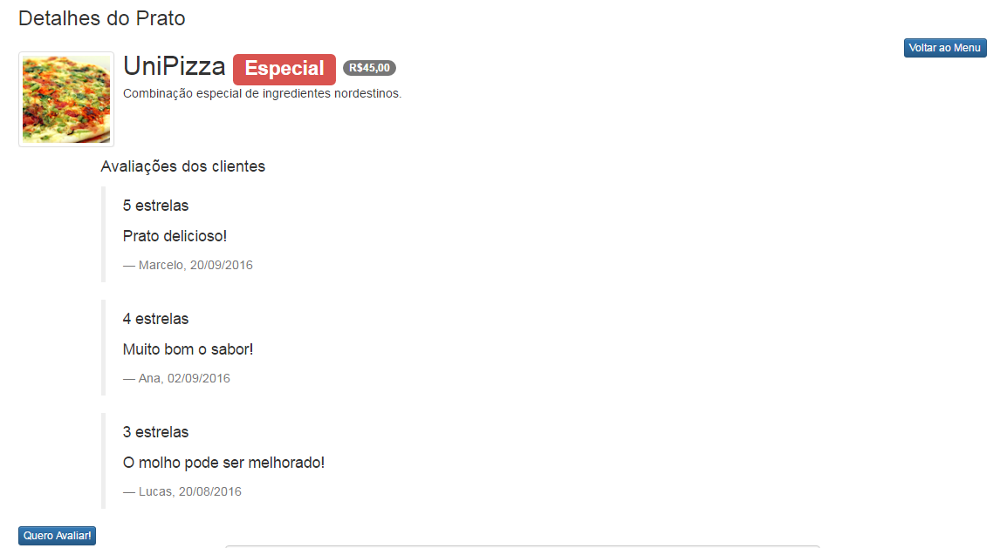 Detalhes do Prato
Voltar ao Menu
UniPizza Especial R$45,00
Combinação especial de ingredientes nordestinos.
Avaliações dos clientes
5 estrelas
Prato delicioso!
— Marcelo, 20/09/2016
4 estrelas
Muito bom o sabor!
— Ana, 02/09/2016
3 estrelas
O molho pode ser melhorado!
— Lucas, 20/08/2016
Quero Avaliar!